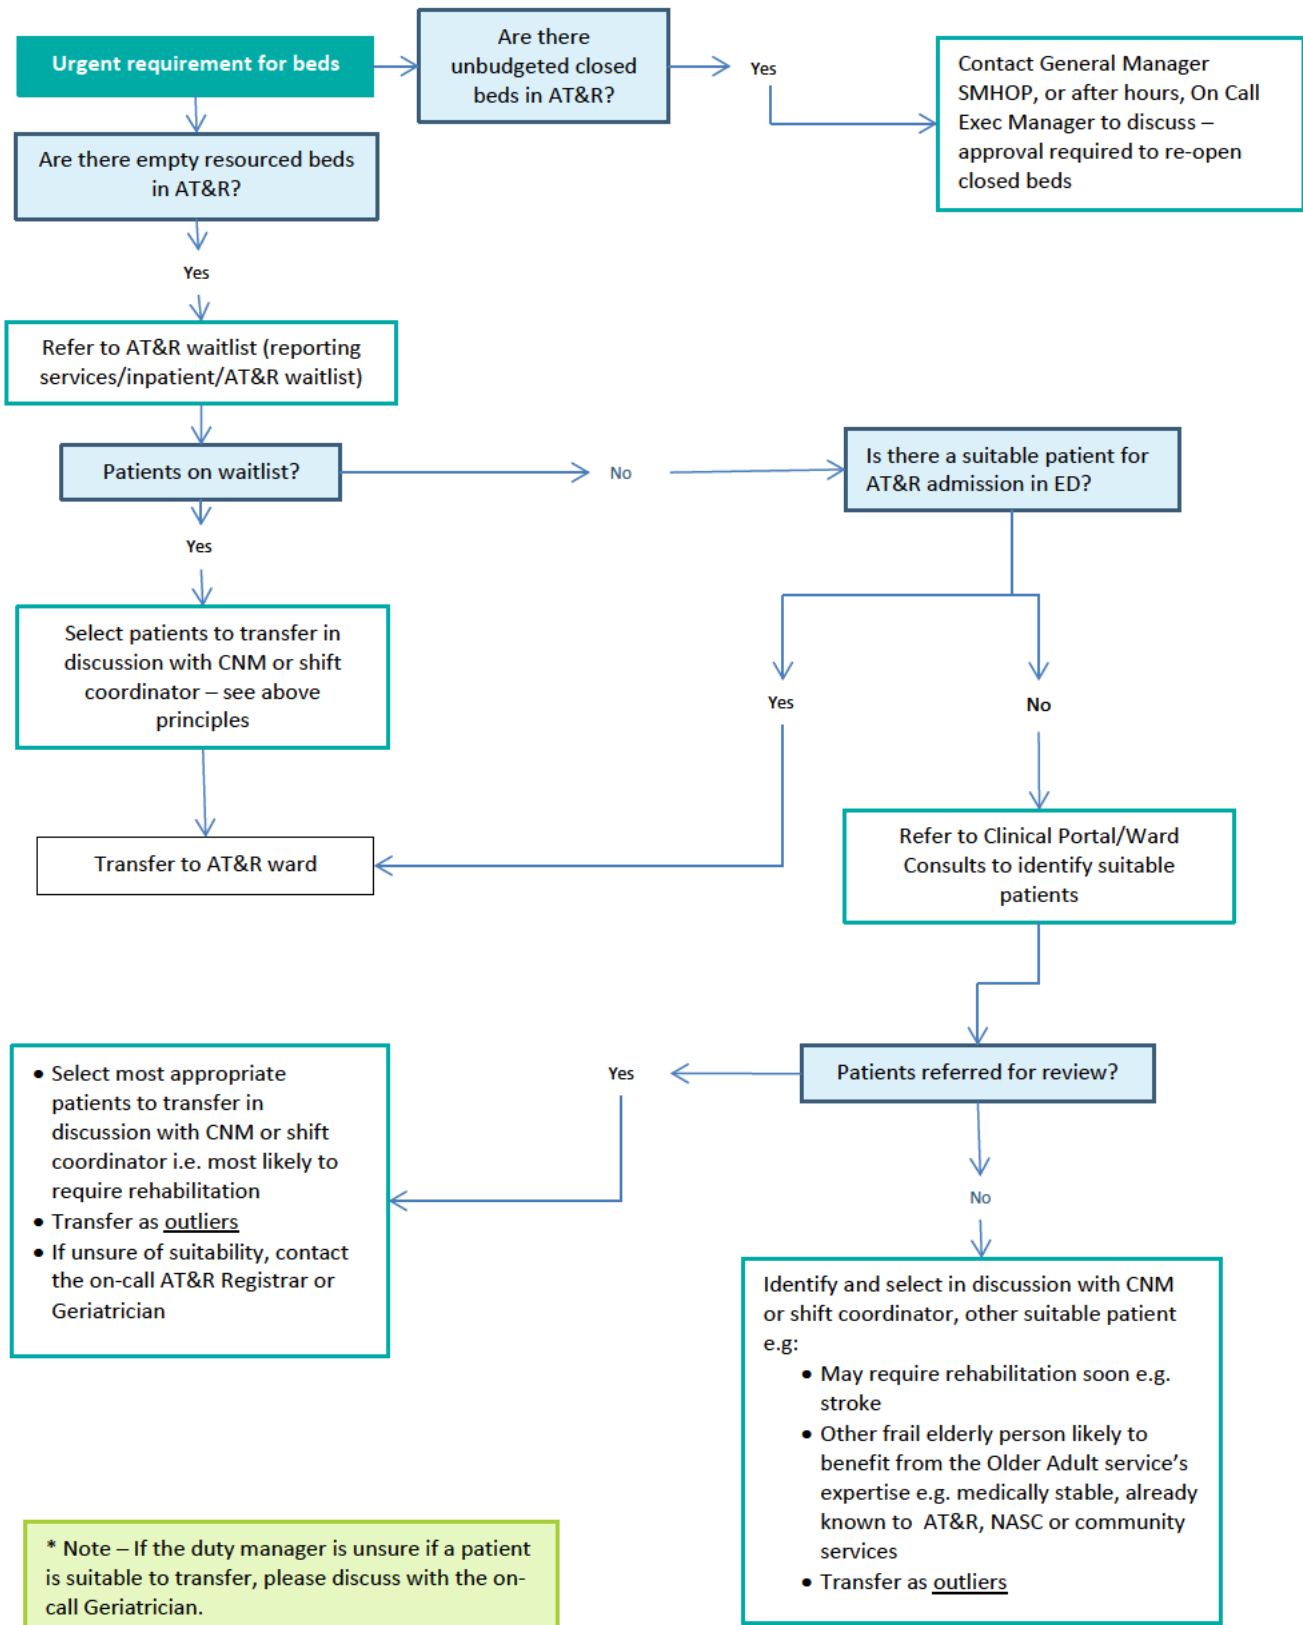 Urgent requirement for beds
Are there
unbudgeted closed
beds in AT&R?
Yes
Contact General Manager
SMHOP, or after hours, On Call
Exec Manager to discuss –
approval required to re-open
closed beds
Are there empty resourced beds
in AT&R?
Yes
Refer to AT&R waitlist (reporting
services/inpatient/AT&R waitlist)
Patients on waitlist?
No
Is there a suitable patient for
AT&R admission in ED?
Yes
Select patients to transfer in
discussion with CNM or shift
coordinator – see above
principles
Yes
No
Transfer to AT&R ward
Refer to Clinical Portal/Ward
Consults to identify suitable
patients
Patients referred for review?
Yes
• Select most appropriate
patients to transfer in
discussion with CNM or shift
coordinator i.e. most likely to
require rehabilitation
• Transfer as outliers
• If unsure of suitability, contact
the on-call AT&R Registrar or
Geriatrician
No
Identify and select in discussion with CNM
or shift coordinator, other suitable patient
e.g:
• May require rehabilitation soon e.g.
stroke
• Other frail elderly person likely to
benefit from the Older Adult service's
expertise e.g. medically stable, already
known to AT&R, NASC or community
services
• Transfer as outliers
* Note – If the duty manager is unsure if a patient
is suitable to transfer, please discuss with the on-
call Geriatrician.